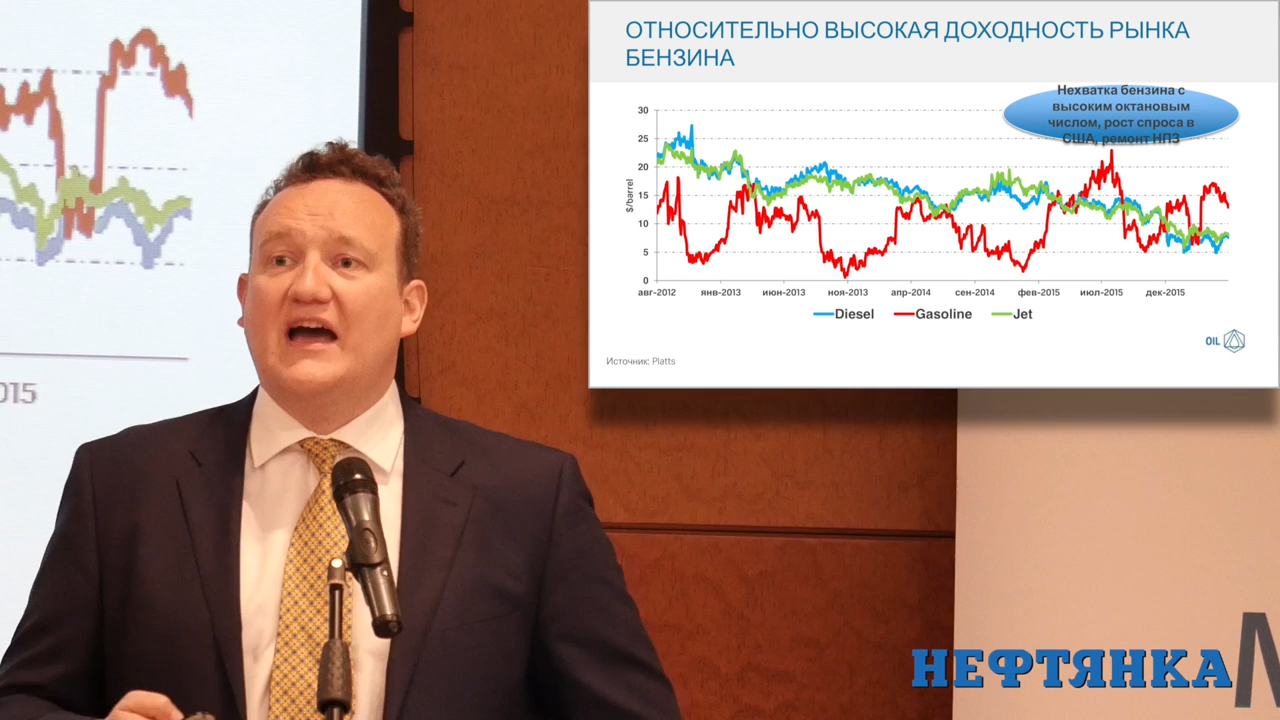 ОТНОСИТЕЛЬНО ВЫСОКАЯ ДОХОДНОСТЬ РЫНКА
БЕНЗИНА
Нехватка бензина с
высоким октановым
числом, рост спроса в
США, ремонт НПЗ
$/barrel
30
25
20
15
10
5
0
авг-2012 янв-2013 июн-2013 ноя-2013 апр-2014 сен-2014 фев-2015 июл-2015 дек-2015
Diesel Gasoline Jet
OIL
Источник: Platts
015
НЕФТЯНКА